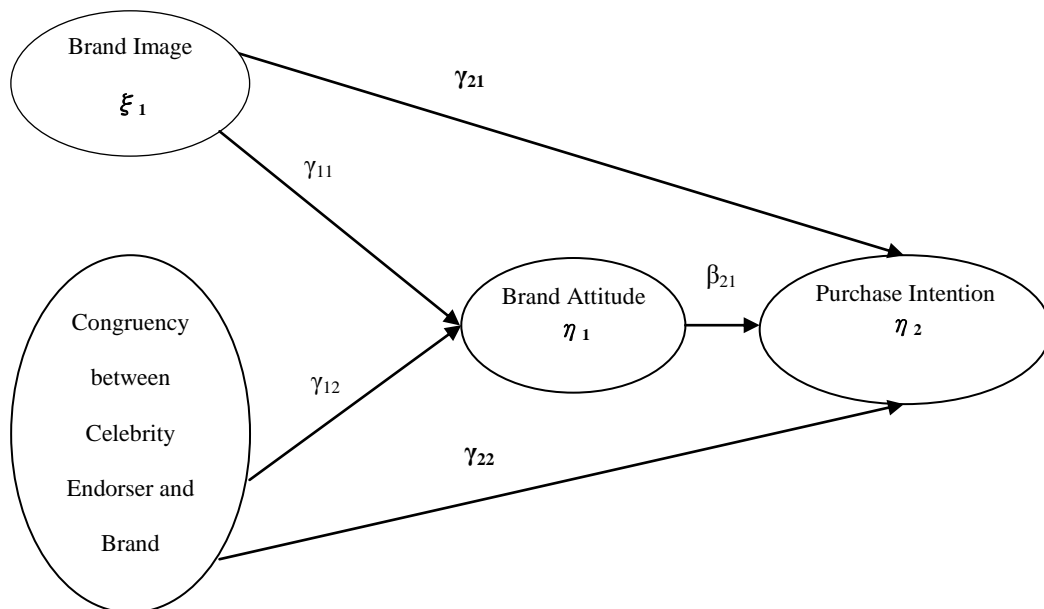 Brand Image
ξ 1
γ21
γ11
Brand Attitude
η 1
β21
Purchase Intention
η 2
Congruency
between
Celebrity
Endorser and
Brand
γ12
γ22